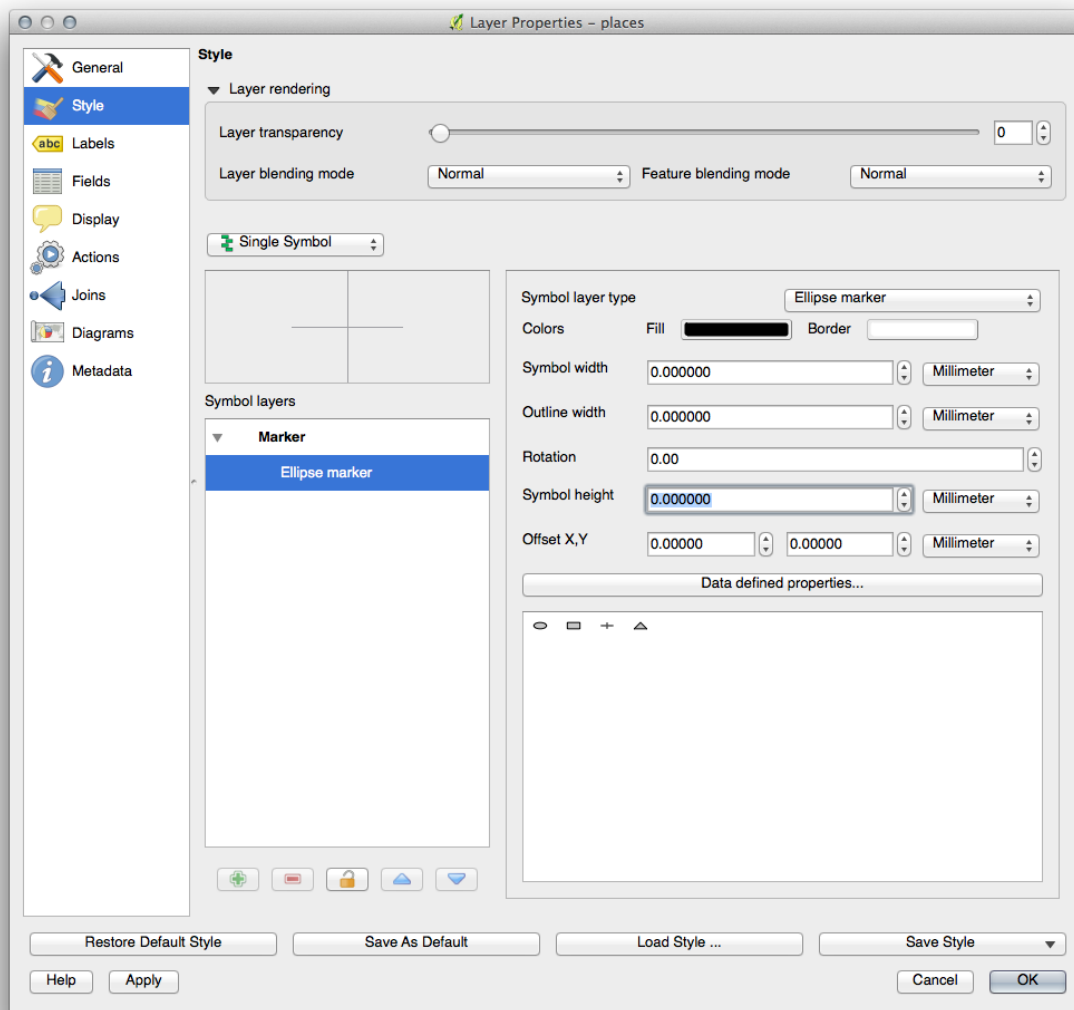 Layer Properties – places
General
Style
Labels
Fields
Display
Actions
Joins
Diagrams
Metadata
Style
Layer rendering
Layer transparency 0
Layer blending mode Normal Feature blending mode Normal
Single Symbol
Symbol layers
Marker
Ellipse marker
Symbol layer type Ellipse marker
Colors Fill Border
Symbol width 0.000000 Millimeter
Outline width 0.000000 Millimeter
Rotation 0.00
Symbol height 0.000000 Millimeter
Offset X,Y 0.00000 0.00000 Millimeter
Data defined properties...
Restore Default Style Save As Default Load Style ... Save Style
Help Apply Cancel OK
abc